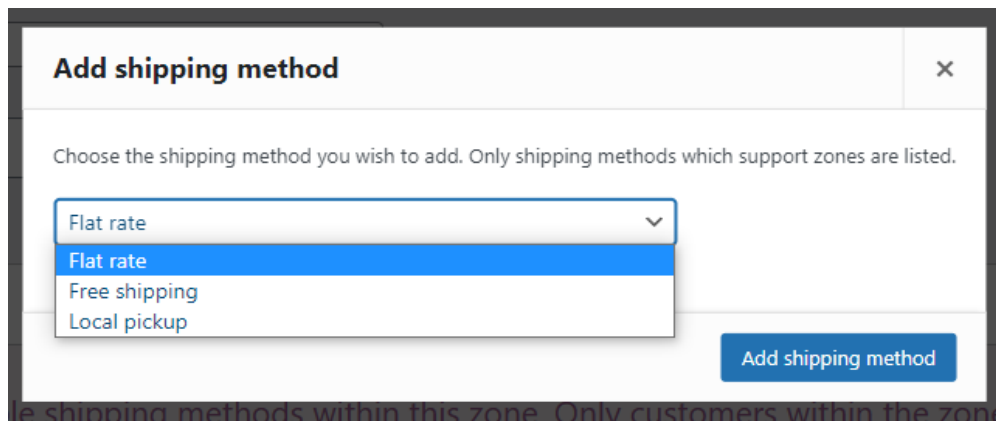 Add shipping method
Choose the shipping method you wish to add. Only shipping methods which support zones are listed.
Flat rate
Flat rate
Free shipping
Local pickup
Add shipping method
le shipping methods within this zone. Only customers within the zone